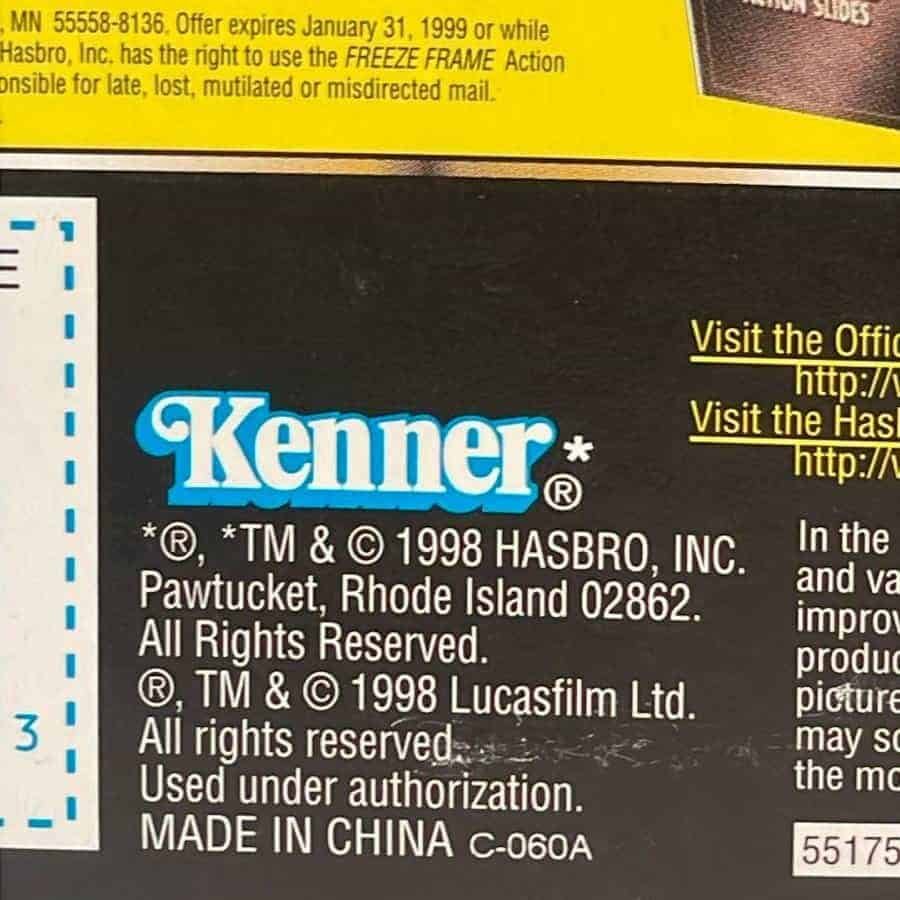 , MN 55558-8136. Offer expires January 31, 1999 or while
Hasbro, Inc. has the right to use the FREEZE FRAME Action
onsible for late, lost, mutilated or misdirected mail.
SLIDES
E
3
Kenner*®
*®, *TM & © 1998 HASBRO, INC.
Pawtucket, Rhode Island 02862.
All Rights Reserved.
®, TM & © 1998 Lucasfilm Ltd.
All rights reserved.
Used under authorization.
MADE IN CHINA C-060A
Visit the Offic
http://
Visit the Hasb
http://
In the
and va
improv
produc
picture
may so
the mo
55175